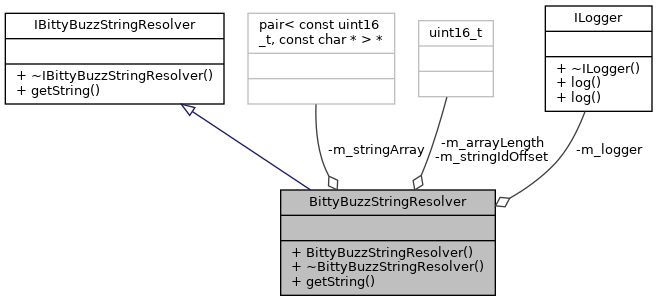 IBittyBuzzStringResolver
+ ~IBittyBuzzStringResolver()
+ getString()
pair< const uint16
_t, const char * > *
uint16_t
ILogger
+ ~ILogger()
+ log()
+ log()
-m_stringArray
-m_arrayLength
-m_stringIdOffset
-m_logger
BittyBuzzStringResolver
+ BittyBuzzStringResolver()
+ ~BittyBuzzStringResolver()
+ getString()